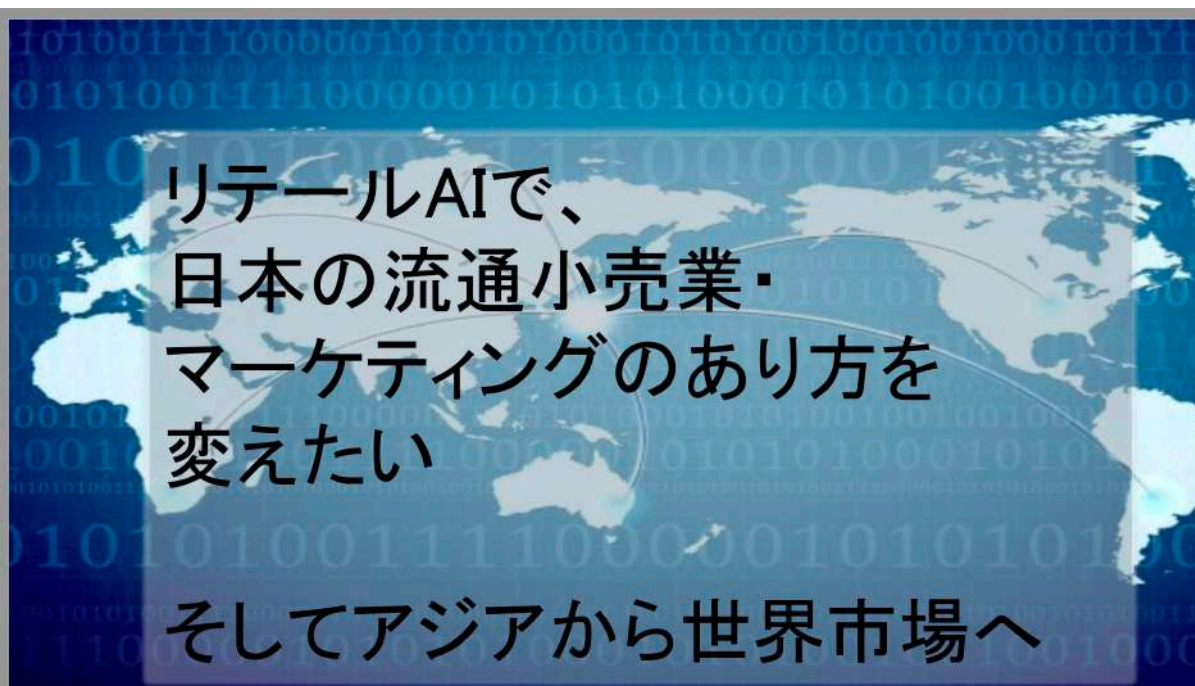 リテールAIで、
日本の流通小売業・
マーケティングのあり方を
変えたい
そしてアジアから世界市場へ